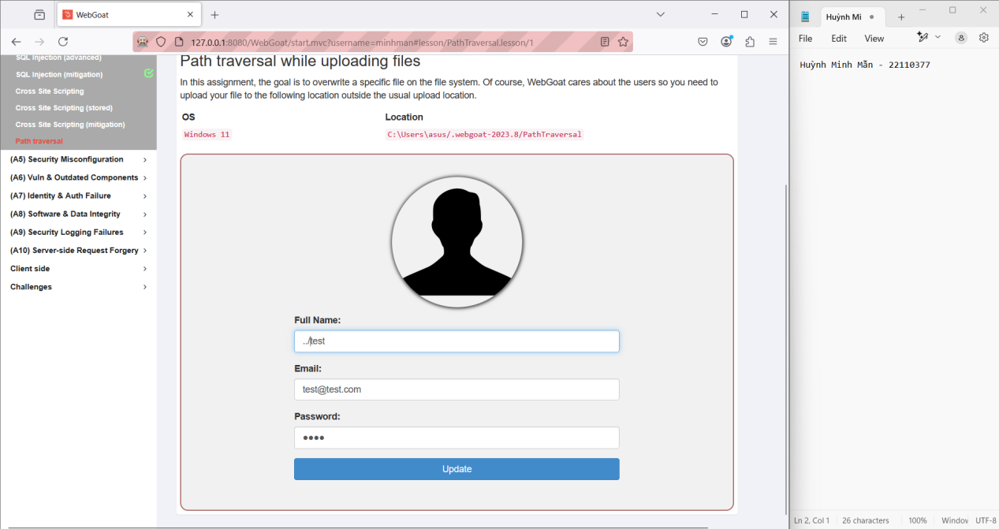 WebGoat
127.0.0.1:8080/WebGoat/start.mvc?username=minhman#lesson/PathTraversal.lesson/1
SQL Injection (advanced)
SQL Injection (mitigation)
Cross Site Scripting
Cross Site Scripting (stored)
Cross Site Scripting (mitigation)
Path traversal
(A5) Security Misconfiguration
(A6) Vuln & Outdated Components
(A7) Identity & Auth Failure
(A8) Software & Data Integrity
(A9) Security Logging Failures
(A10) Server-side Request Forgery
Client side
Challenges
Path traversal while uploading files
In this assignment, the goal is to overwrite a specific file on the file system. Of course, WebGoat cares about the users so you need to
upload your file to the following location outside the usual upload location.
OS Location
Windows 11 C:\Users\asus/.webgoat-2023.8/PathTraversal
Full Name:
../test
Email:
test@test.com
Password:
••••
Update
Huỳnh Mi
File Edit View
Huỳnh Minh Mẫn - 22110377
Ln 2, Col 1 26 characters 100% Window UTF-8